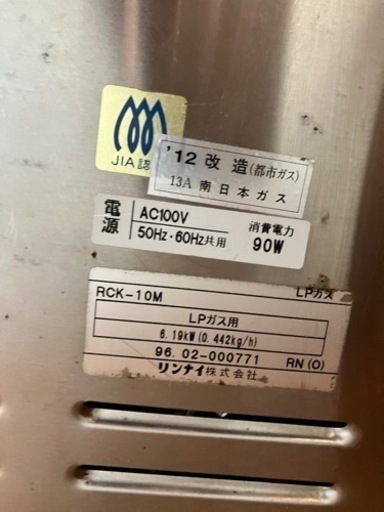 JIA認
'12 改 造(都市ガス)
13A 南日本ガス
電源
AC100V
50Hz・60Hz共用
消費電力
90W
RCK-10M LPガス
LPガス用
6.19kW(0.442kg/h)
96.02-000771 RN(O)
リンナイ株式会社